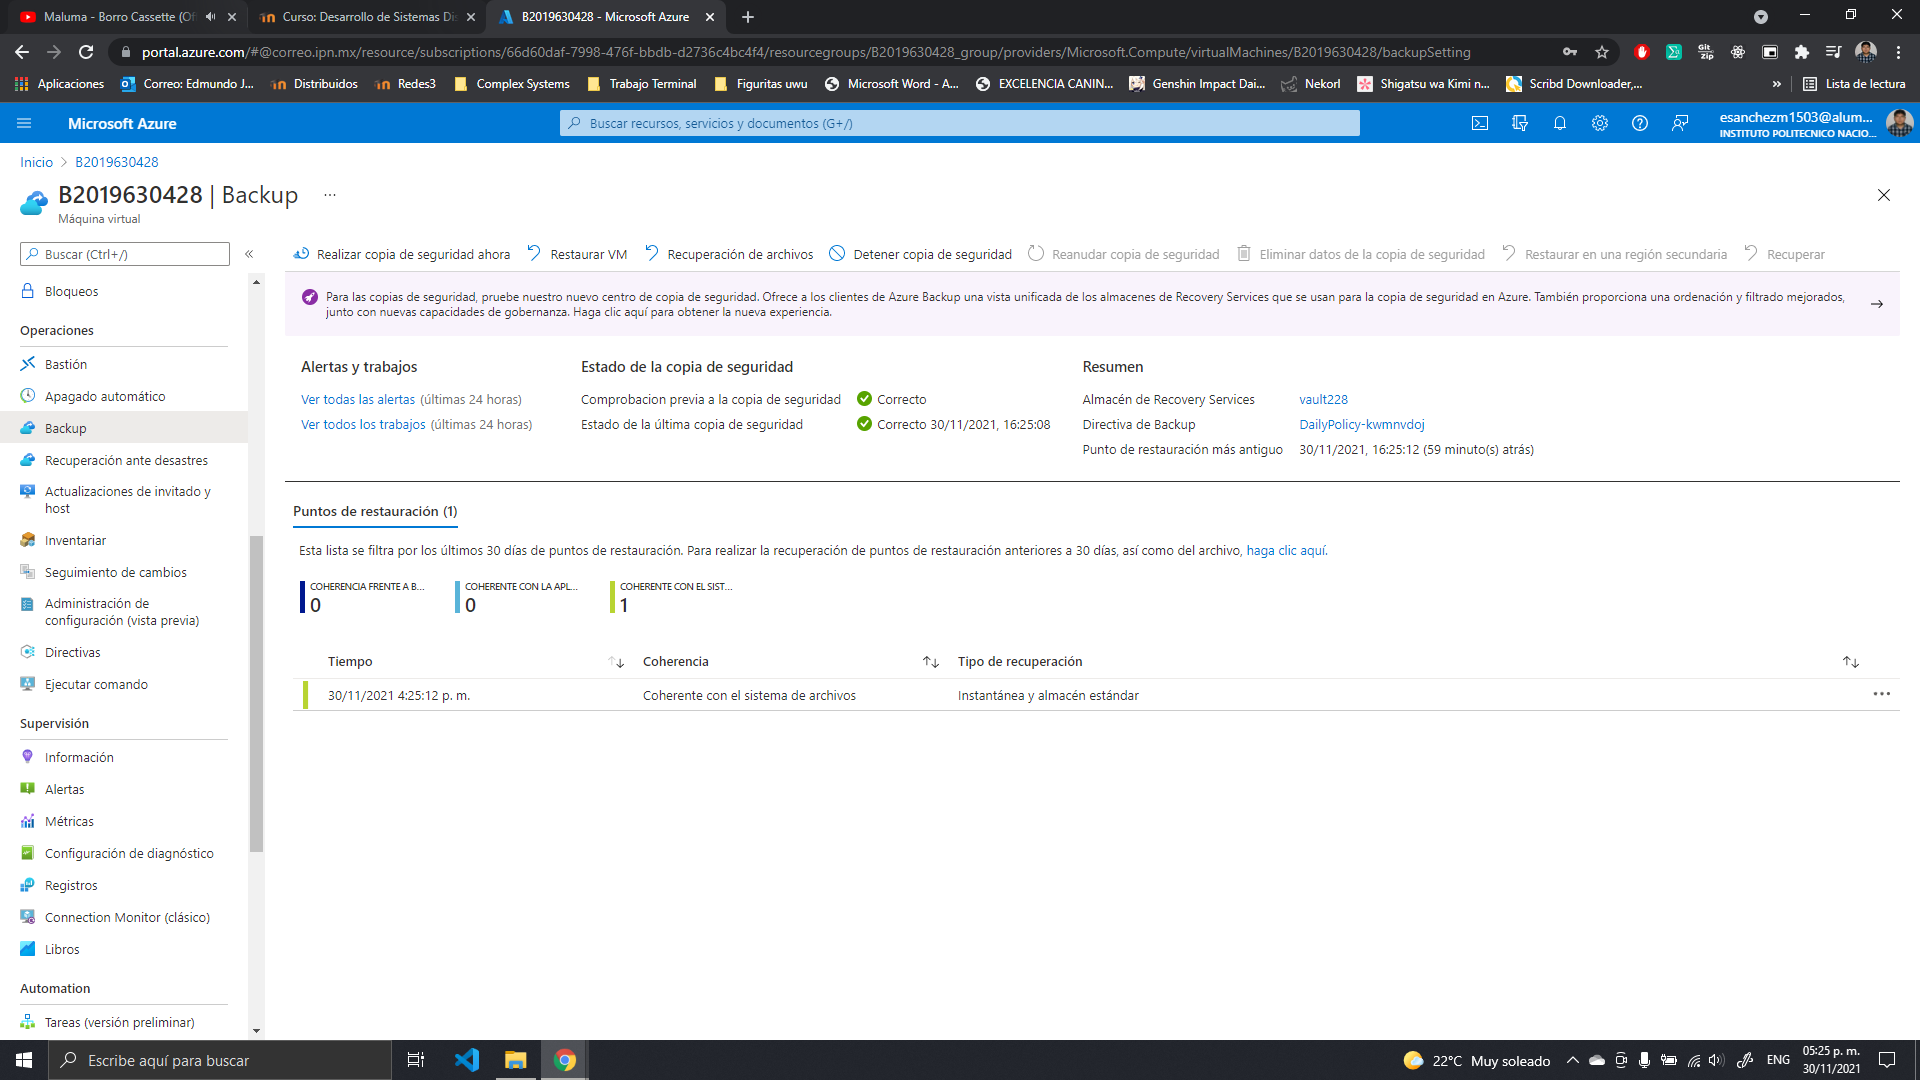 Maluma - Borro Cassette (Of
Curso: Desarrollo de Sistemas Dis
B2019630428 - Microsoft Azure
portal.azure.com/#@correo.ipn.mx/resource/subscriptions/66d60daf-7998-476f-bbdb-d2736c4bc4f4/resourcegroups/B2019630428_group/providers/Microsoft.Compute/virtualMachines/B2019630428/backupSetting
Aplicaciones
Correo: Edmundo J...
Distribuidos
Redes3
Complex Systems
Trabajo Terminal
Figuritas uwu
Microsoft Word - A...
EXCELENCIA CANIN...
Genshin Impact Dai...
Nekorl
Shigatsu wa Kimi n...
Scribd Downloader,...
»
Lista de lectura
Microsoft Azure
Buscar recursos, servicios y documentos (G+/)
esanchezm1503@alum...
INSTITUTO POLITECNICO NACIO...
Inicio > B2019630428
B2019630428 | Backup ...
Máquina virtual
Buscar (Ctrl+/)
«
Realizar copia de seguridad ahora
Restaurar VM
Recuperación de archivos
Detener copia de seguridad
Reanudar copia de seguridad
Eliminar datos de la copia de seguridad
Restaurar en una región secundaria
Recuperar
Bloqueos
Operaciones
Bastión
Apagado automático
Backup
Recuperación ante desastres
Actualizaciones de invitado y
host
Inventariar
Seguimiento de cambios
Administración de
configuración (vista previa)
Directivas
Ejecutar comando
Supervisión
Información
Alertas
Métricas
Configuración de diagnóstico
Registros
Connection Monitor (clásico)
Libros
Automation
Tareas (versión preliminar)
Para las copias de seguridad, pruebe nuestro nuevo centro de copia de seguridad. Ofrece a los clientes de Azure Backup una vista unificada de los almacenes de Recovery Services que se usan para la copia de seguridad en Azure. También proporciona una ordenación y filtrado mejorados,
junto con nuevas capacidades de gobernanza. Haga clic aquí para obtener la nueva experiencia.
Alertas y trabajos
Ver todas las alertas (últimas 24 horas)
Ver todos los trabajos (últimas 24 horas)
Estado de la copia de seguridad
Comprobacion previa a la copia de seguridad Correcto
Estado de la última copia de seguridad Correcto 30/11/2021, 16:25:08
Resumen
Almacén de Recovery Services vault228
Directiva de Backup DailyPolicy-kwmnvdoj
Punto de restauración más antiguo 30/11/2021, 16:25:12 (59 minuto(s) atrás)
Puntos de restauración (1)
Esta lista se filtra por los últimos 30 días de puntos de restauración. Para realizar la recuperación de puntos de restauración anteriores a 30 días, así como del archivo, haga clic aquí.
COHERENCIA FRENTE A B...
0
COHERENTE CON LA APL...
0
COHERENTE CON EL SIST...
1
Tiempo Coherencia Tipo de recuperación
30/11/2021 4:25:12 p. m. Coherente con el sistema de archivos Instantánea y almacén estándar
Escribe aquí para buscar
22°C Muy soleado
ENG
05:25 p. m.
30/11/2021